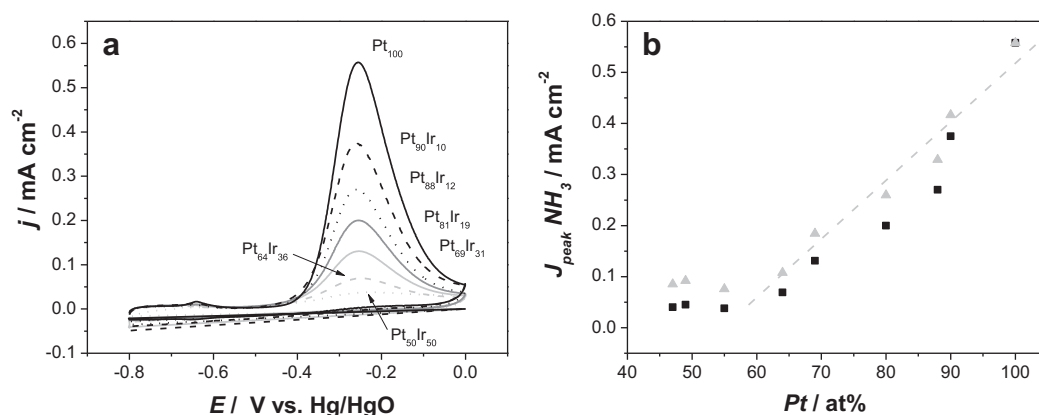 a
0.6
0.5
0.4
0.3
0.2
0.1
0.0
-0.1
j / mA cm⁻²
Pt₁₀₀
Pt₉₀Ir₁₀
Pt₈₈Ir₁₂
Pt₈₁Ir₁₉
Pt₆₉Ir₃₁
Pt₆₄Ir₃₆
Pt₅₀Ir₅₀
-0.8 -0.6 -0.4 -0.2 0.0
E / V vs. Hg/HgO
b
0.6
0.5
0.4
0.3
0.2
0.1
0.0
J_peak NH₃ / mA cm⁻²
40 50 60 70 80 90 100
Pt / at%